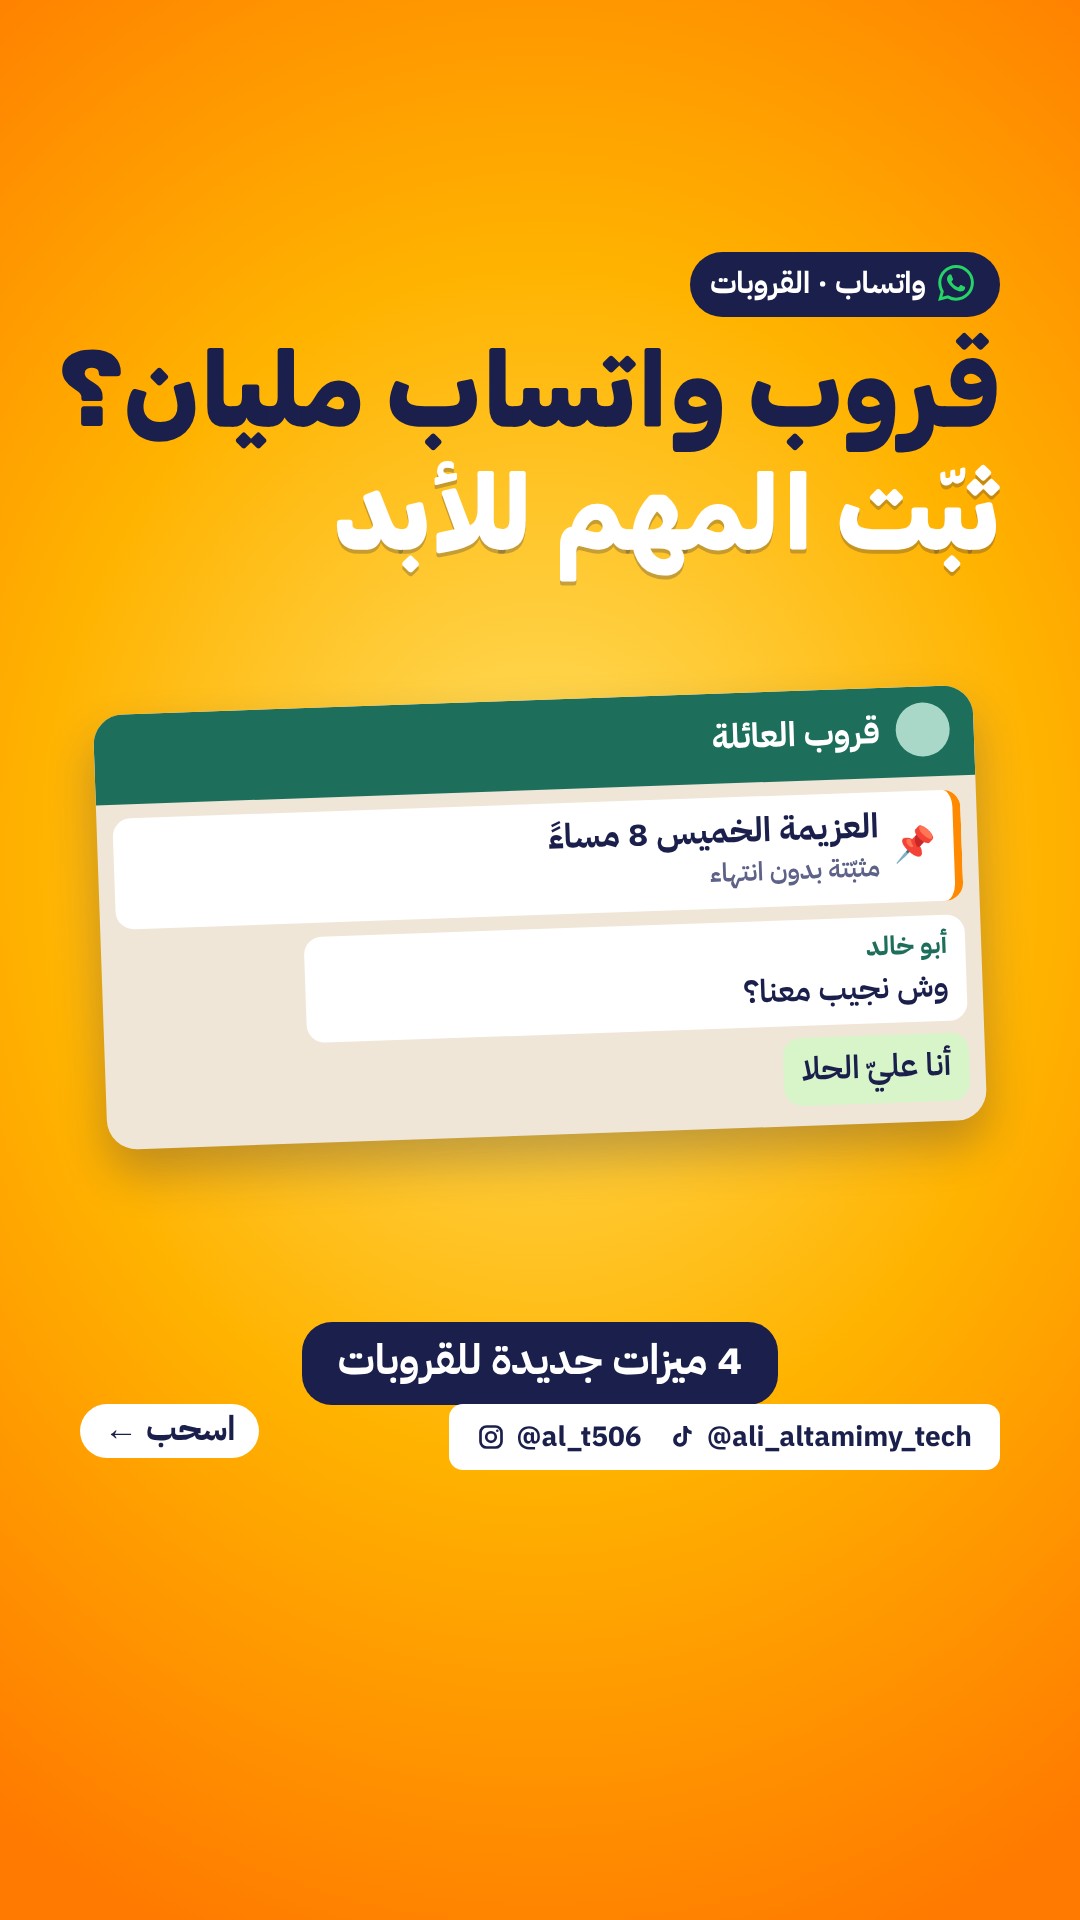 واتساب · القروبات
قروب واتساب مليان؟
ثبّت المهم للأبد
قروب العائلة
العزيمة الخميس 8 مساءً
مثبّتة بدون انتهاء
أبو خالد
وش نجيب معنا؟
أنا عليّ الحلا
4 ميزات جديدة للقروبات
@al_t506 @ali_altamimy_tech
اسحب ←